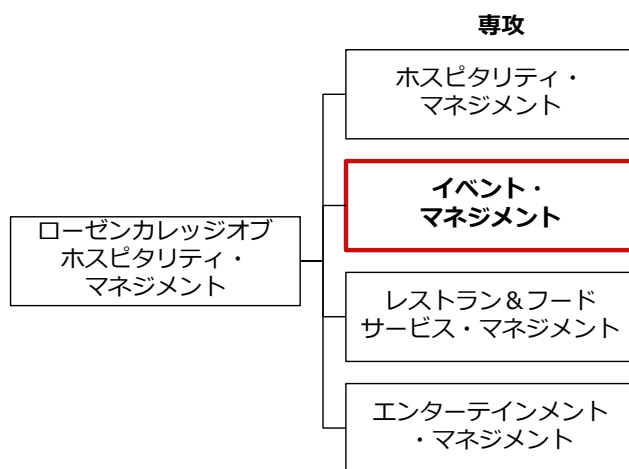 専攻
ホスピタリティ・
マネジメント
イベント・
マネジメント
ローゼンカレッジオブ
ホスピタリティ・
マネジメント
レストラン＆フード
サービス・マネジメント
エンターテインメント
・マネジメント